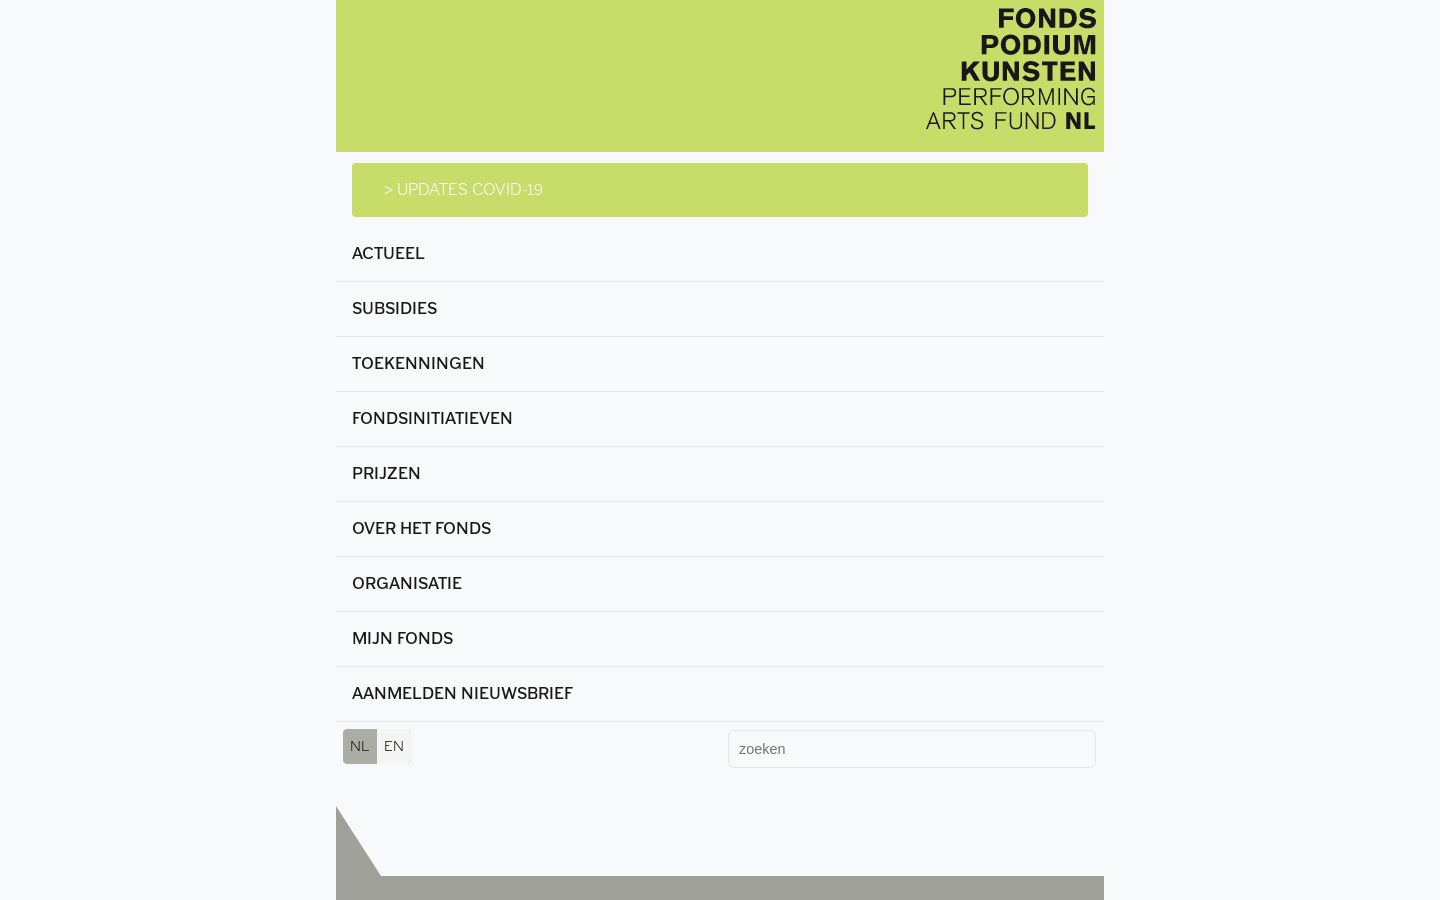 FONDS
PODIUM
KUNSTEN
PERFORMING
ARTS FUND NL
> UPDATES COVID-19
ACTUEEL
SUBSIDIES
TOEKENNINGEN
FONDSINITIATIEVEN
PRIJZEN
OVER HET FONDS
ORGANISATIE
MIJN FONDS
AANMELDEN NIEUWSBRIEF
NL EN
zoeken